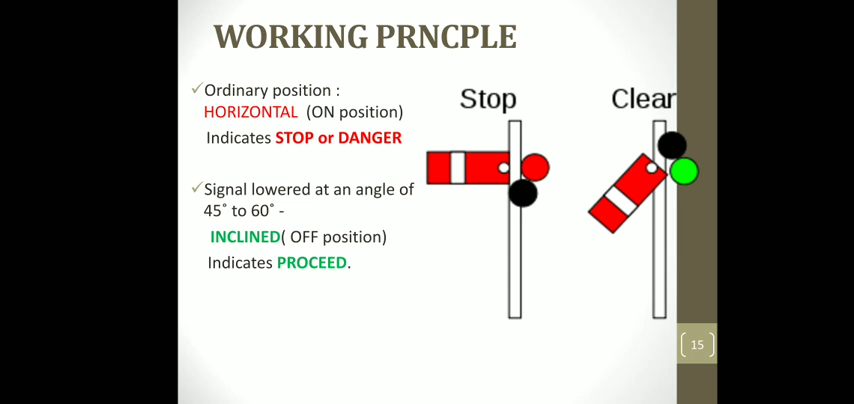 WORKING PRNCPLE
✓Ordinary position :
HORIZONTAL (ON position)
Indicates STOP or DANGER
✓Signal lowered at an angle of
45˚ to 60˚ -
INCLINED( OFF position)
Indicates PROCEED.
Stop
Clear
15